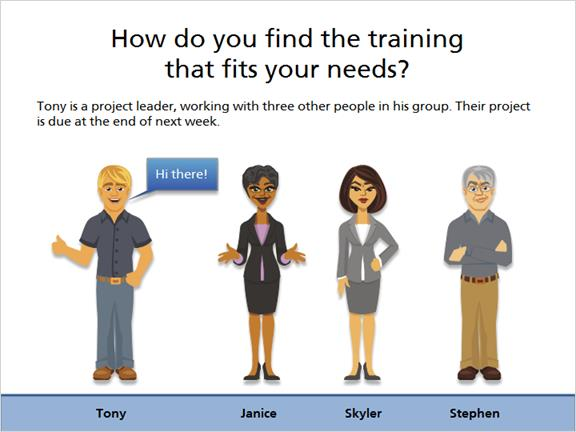 How do you find the training
that fits your needs?
Tony is a project leader, working with three other people in his group. Their project
is due at the end of next week.
Hi there!
Tony
Janice
Skyler
Stephen